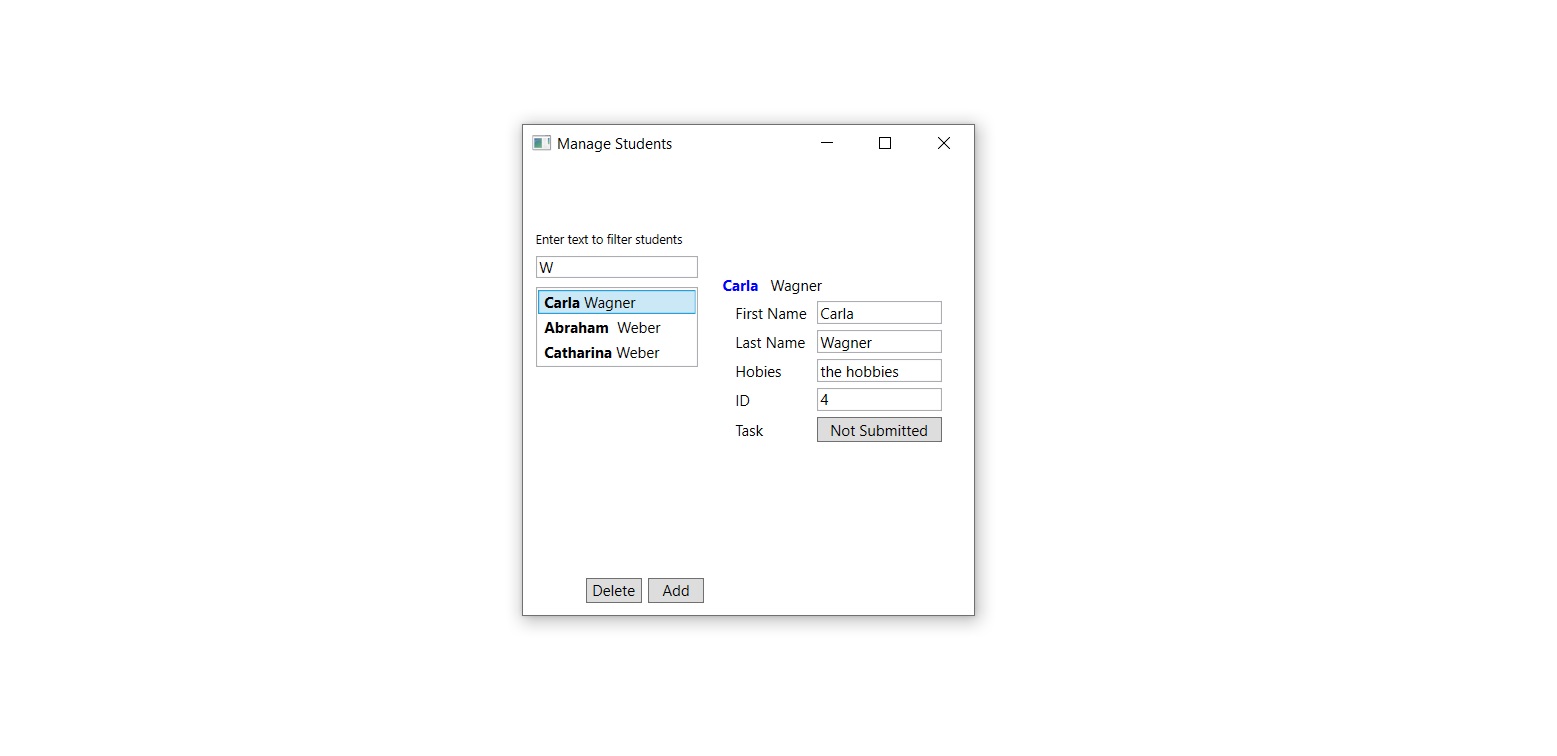 Manage Students
Enter text to filter students
W
Carla Wagner
Abraham Weber
Catharina Weber
Carla Wagner
First Name Carla
Last Name Wagner
Hobies the hobbies
ID 4
Task Not Submitted
Delete Add